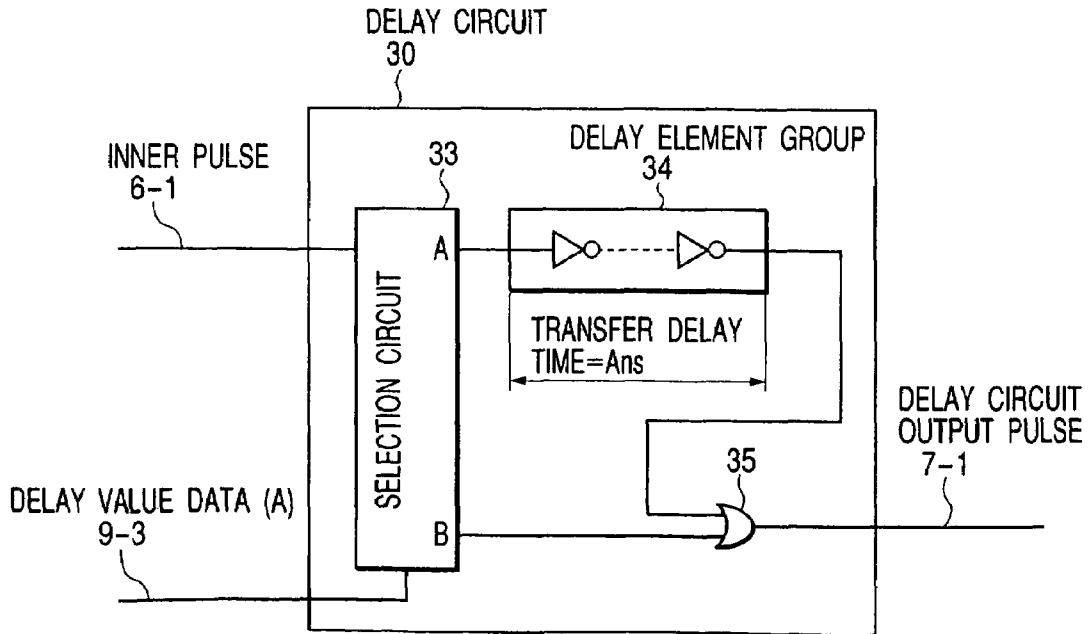 DELAY CIRCUIT
30
INNER PULSE
6-1
33
DELAY ELEMENT GROUP
34
A
SELECTION CIRCUIT
TRANSFER DELAY
TIME=Ans
DELAY CIRCUIT
OUTPUT PULSE
7-1
35
DELAY VALUE DATA (A)
9-3
B